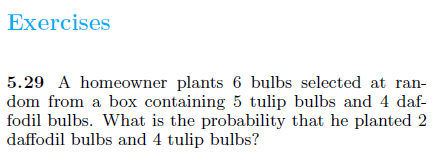 Exercises
5.29 A homeowner plants 6 bulbs selected at ran-
dom from a box containing 5 tulip bulbs and 4 daf-
fodil bulbs. What is the probability that he planted 2
daffodil bulbs and 4 tulip bulbs?